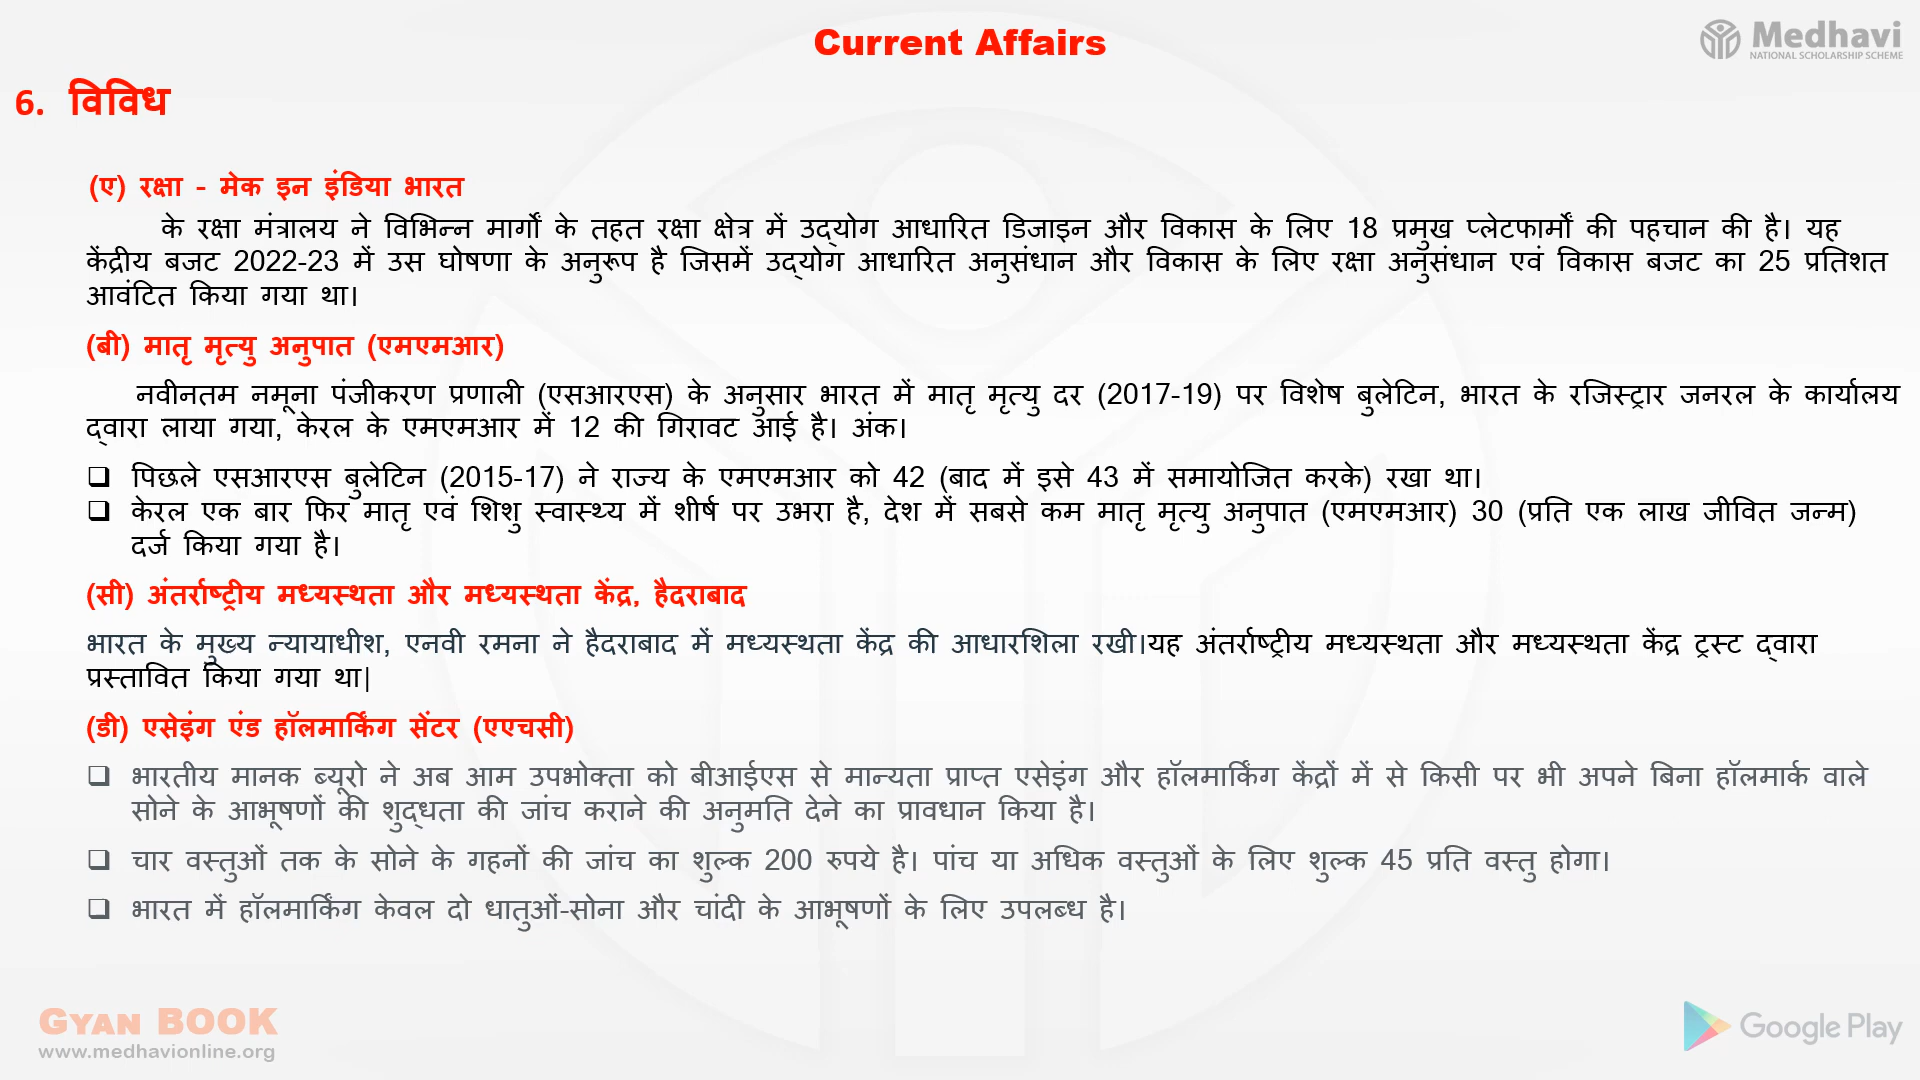 Current Affairs
Medhavi
NATIONAL SCHOLARSHIP SCHEME
6. विविध
(ए) रक्षा - मेक इन इंडिया भारत
के रक्षा मंत्रालय ने विभिन्न मार्गों के तहत रक्षा क्षेत्र में उद्योग आधारित डिजाइन और विकास के लिए 18 प्रमुख प्लेटफार्मों की पहचान की है। यह
केंद्रीय बजट 2022-23 में उस घोषणा के अनुरूप है जिसमें उद्योग आधारित अनुसंधान और विकास के लिए रक्षा अनुसंधान एवं विकास बजट का 25 प्रतिशत
आवंटित किया गया था।
(बी) मातृ मृत्यु अनुपात (एमएमआर)
नवीनतम नमूना पंजीकरण प्रणाली (एसआरएस) के अनुसार भारत में मातृ मृत्यु दर (2017-19) पर विशेष बुलेटिन, भारत के रजिस्ट्रार जनरल के कार्यालय
द्वारा लाया गया, केरल के एमएमआर में 12 की गिरावट आई है। अंक।
❑ पिछले एसआरएस बुलेटिन (2015-17) ने राज्य के एमएमआर को 42 (बाद में इसे 43 में समायोजित करके) रखा था।
❑ केरल एक बार फिर मातृ एवं शिशु स्वास्थ्य में शीर्ष पर उभरा है, देश में सबसे कम मातृ मृत्यु अनुपात (एमएमआर) 30 (प्रति एक लाख जीवित जन्म)
दर्ज किया गया है।
(सी) अंतर्राष्ट्रीय मध्यस्थता और मध्यस्थता केंद्र, हैदराबाद
भारत के मुख्य न्यायाधीश, एनवी रमना ने हैदराबाद में मध्यस्थता केंद्र की आधारशिला रखी।यह अंतर्राष्ट्रीय मध्यस्थता और मध्यस्थता केंद्र ट्रस्ट द्वारा
प्रस्तावित किया गया था|
(डी) एसेइंग एंड हॉलमार्किंग सेंटर (एएचसी)
❑ भारतीय मानक ब्यूरो ने अब आम उपभोक्ता को बीआईएस से मान्यता प्राप्त एसेइंग और हॉलमार्किंग केंद्रों में से किसी पर भी अपने बिना हॉलमार्क वाले
सोने के आभूषणों की शुद्धता की जांच कराने की अनुमति देने का प्रावधान किया है।
❑ चार वस्तुओं तक के सोने के गहनों की जांच का शुल्क 200 रुपये है। पांच या अधिक वस्तुओं के लिए शुल्क 45 प्रति वस्तु होगा।
❑ भारत में हॉलमार्किंग केवल दो धातुओं-सोना और चांदी के आभूषणों के लिए उपलब्ध है।
GYAN BOOK
www.medhavionline.org
Google Play